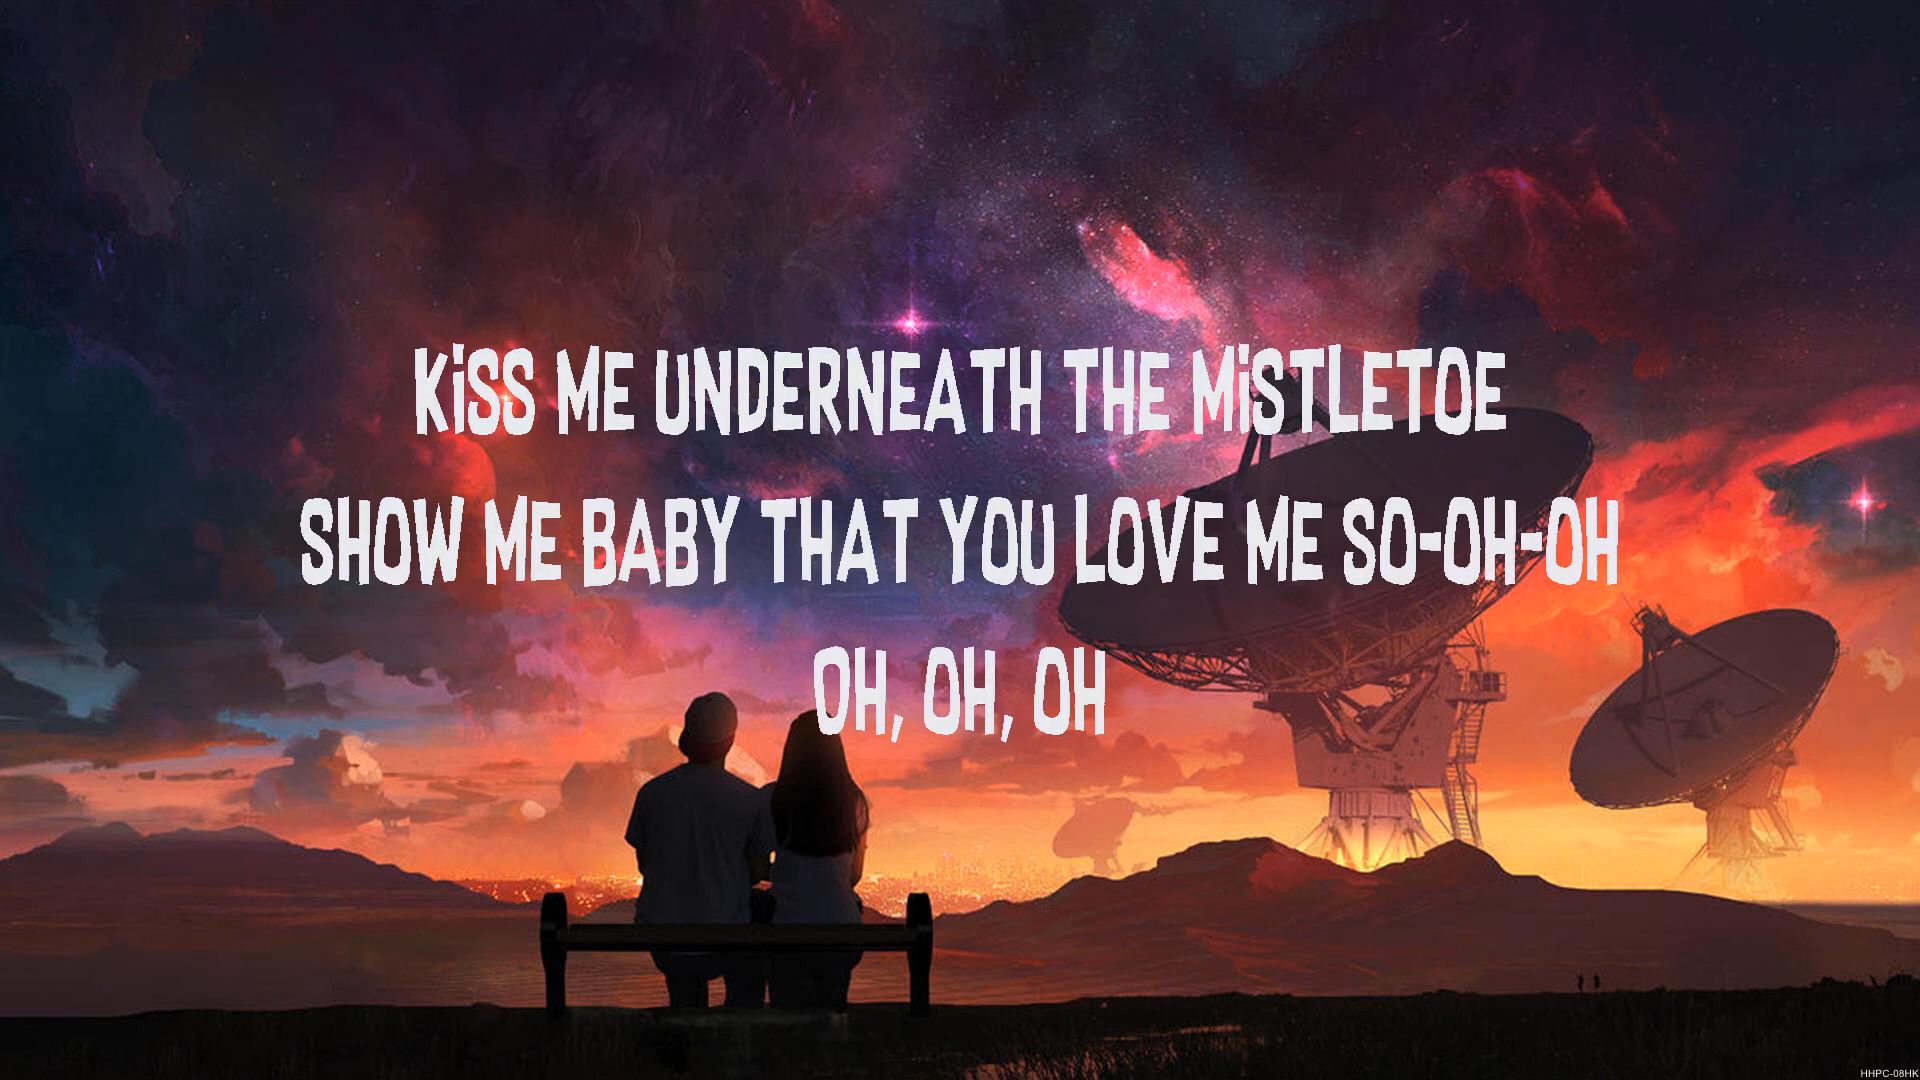 KiSS ME UNDERNEATH THE MiSTLETOE
SHOW ME BABY THAT YOU LOVE ME SO-OH-OH
OH, OH, OH
HHPC-08HK